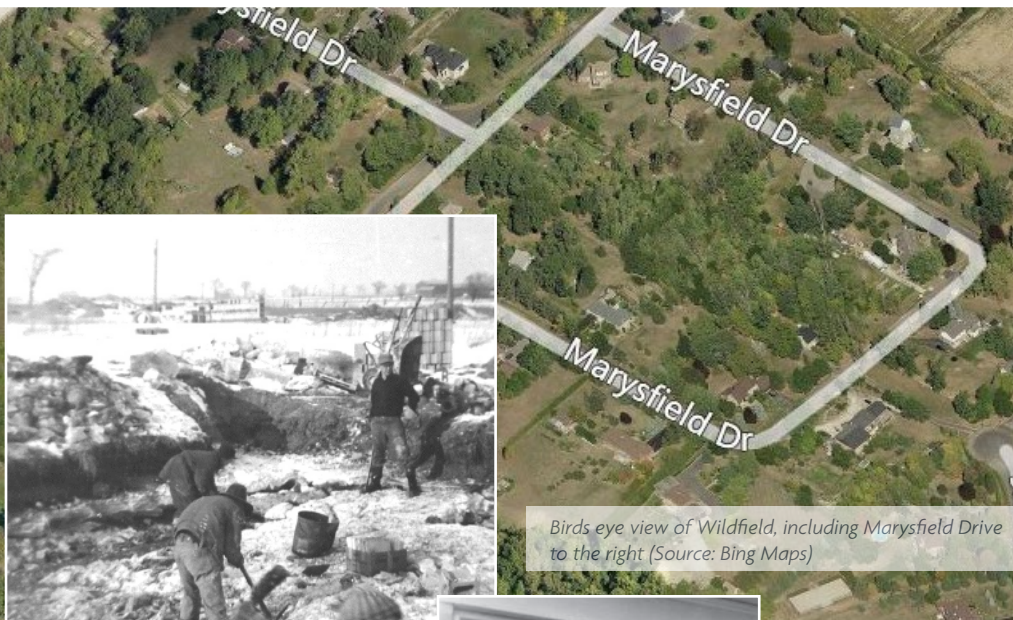 ysfield Dr
Marysfield Dr
Marysfield Dr
Birds eye view of Wildfield, including Marysfield Drive
to the right (Source: Bing Maps)